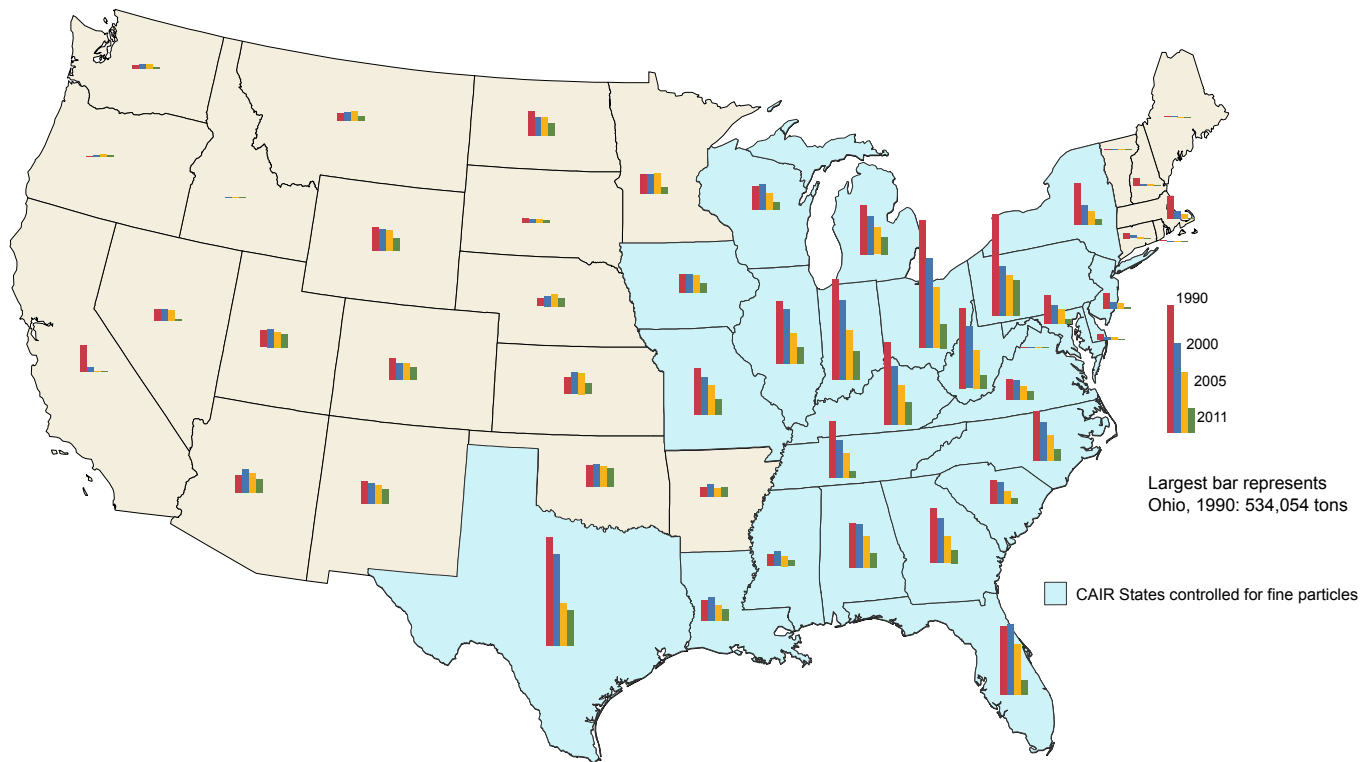 1990
2000
2005
2011
Largest bar represents
Ohio, 1990: 534,054 tons
CAIR States controlled for fine particles